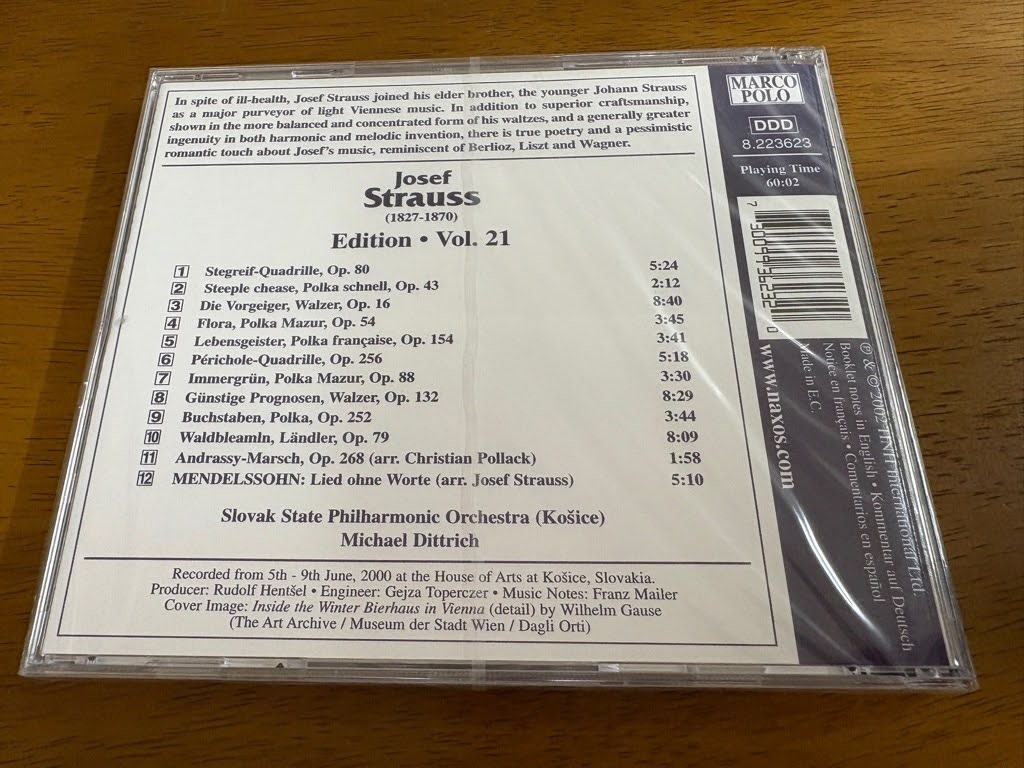 In spite of ill-health, Josef Strauss joined his elder brother, the younger Johann Strauss
as a major purveyor of light Viennese music. In addition to superior craftsmanship,
shown in the more balanced and concentrated form of his waltzes, and a generally greater
ingenuity in both harmonic and melodic invention, there is true poetry and a pessimistic
romantic touch about Josef's music, reminiscent of Berlioz, Liszt and Wagner.
Josef
Strauss
(1827-1870)
Edition • Vol. 21
1 Stegreif-Quadrille, Op. 80 5:24
2 Steeple chease, Polka schnell, Op. 43 2:12
3 Die Vorgeiger, Walzer, Op. 16 8:40
4 Flora, Polka Mazur, Op. 54 3:45
5 Lebensgeister, Polka française, Op. 154 3:41
6 Périchole-Quadrille, Op. 256 5:18
7 Immergrün, Polka Mazur, Op. 88 3:30
8 Günstige Prognosen, Walzer, Op. 132 8:29
9 Buchstaben, Polka, Op. 252 3:44
10 Waldbleamln, Ländler, Op. 79 8:09
11 Andrassy-Marsch, Op. 268 (arr. Christian Pollack) 1:58
12 MENDELSSOHN: Lied ohne Worte (arr. Josef Strauss) 5:10
Slovak State Philharmonic Orchestra (Košice)
Michael Dittrich
Recorded from 5th - 9th June, 2000 at the House of Arts at Košice, Slovakia.
Producer: Rudolf Hentšel • Engineer: Gejza Toperczer • Music Notes: Franz Mailer
Cover Image: Inside the Winter Bierhaus in Vienna (detail) by Wilhelm Gause
(The Art Archive / Museum der Stadt Wien / Dagli Orti)
MARCO
POLO
DDD
8.223623
Playing Time
60:02
www.naxos.com
℗ & © 2002 HNH International Ltd.
Booklet notes in English • Kommentar auf Deutsch
Notice en français • Comentarios en español
Made in E.C.